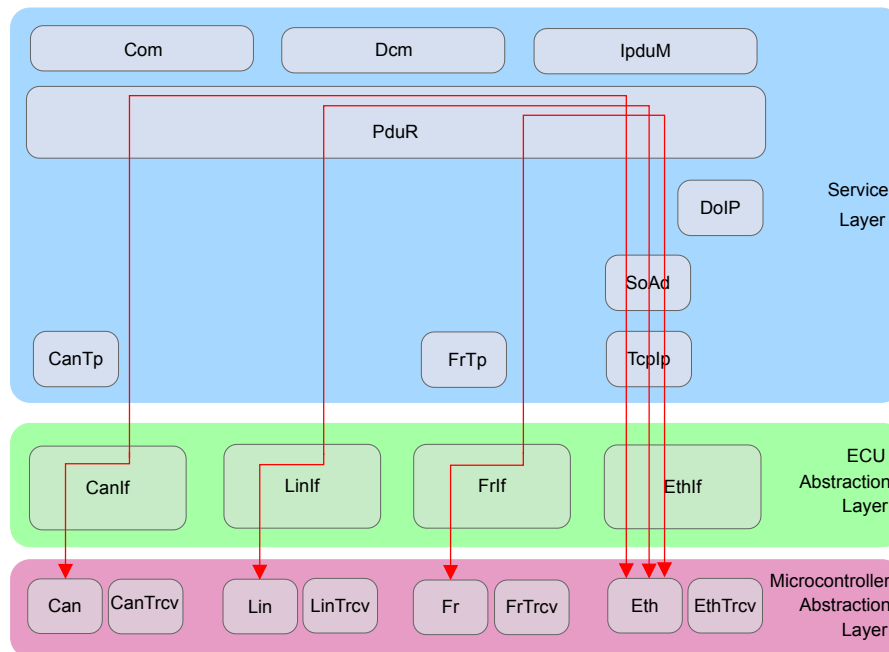 Com
Dcm
IpduM
PduR
DoIP
Service
Layer
SoAd
CanTp
FrTp
TcpIp
CanIf
LinIf
FrIf
EthIf
ECU
Abstraction
Layer
Can
CanTrcv
Lin
LinTrcv
Fr
FrTrcv
Eth
EthTrcv
Microcontroller
Abstraction
Layer